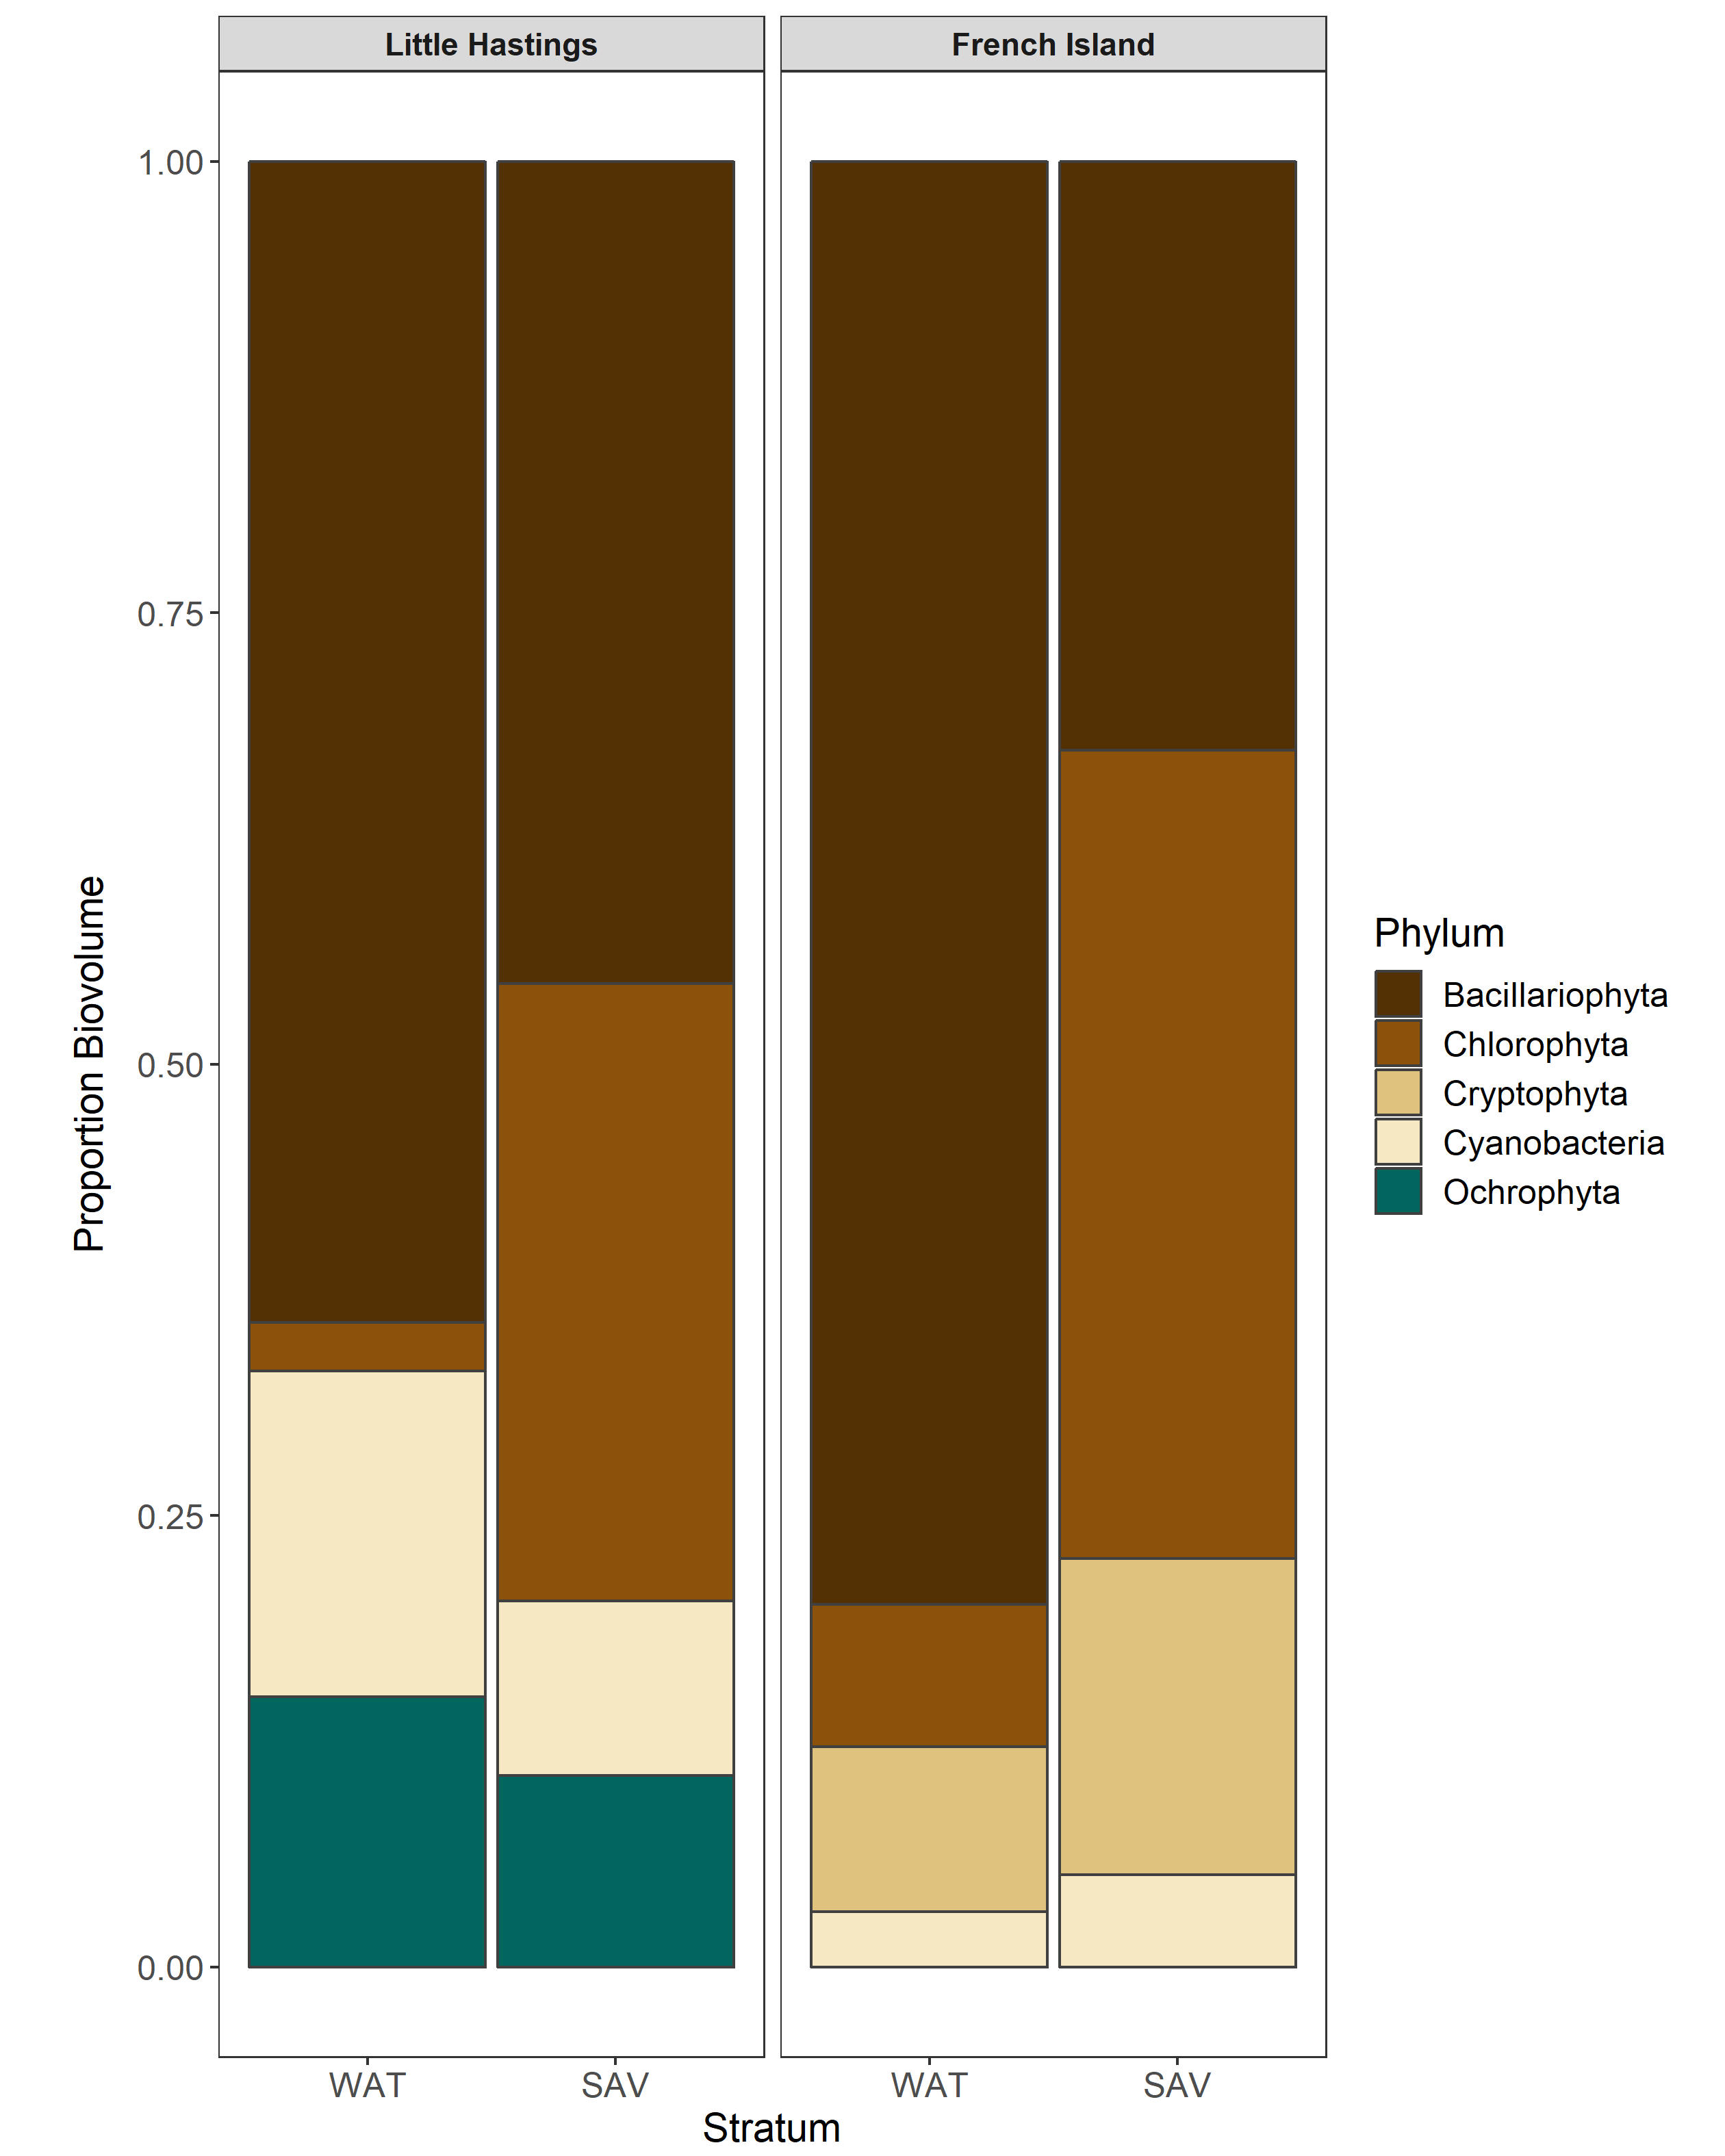 Little Hastings
French Island
1.00
0.75
0.50
0.25
0.00
Proportion Biovolume
WAT
SAV
WAT
SAV
Stratum
Phylum
Bacillariophyta
Chlorophyta
Cryptophyta
Cyanobacteria
Ochrophyta